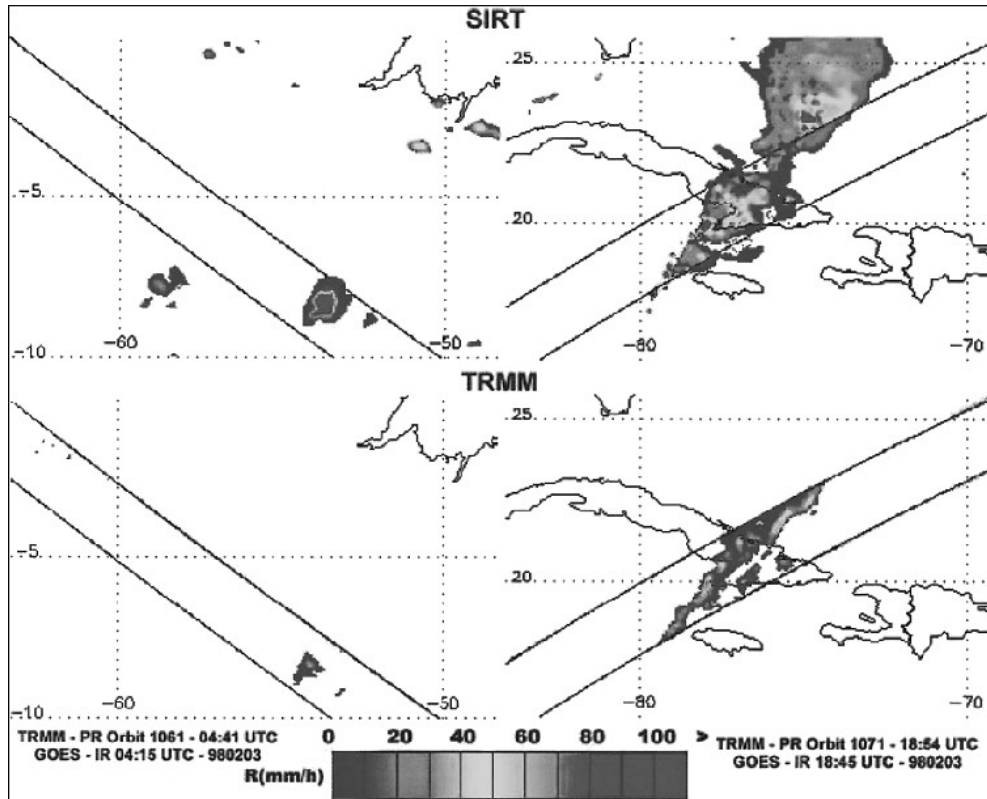 SIRT
25
-5
20
-60
-50
-80
-70
-10
TRMM
25
-5
20
-60
-50
-80
-70
-10
TRMM - PR Orbit 1061 - 04:41 UTC
GOES - IR 04:15 UTC - 980203
0 20 40 60 80 100 >
R(mm/h)
TRMM - PR Orbit 1071 - 18:54 UTC
GOES - IR 18:45 UTC - 980203